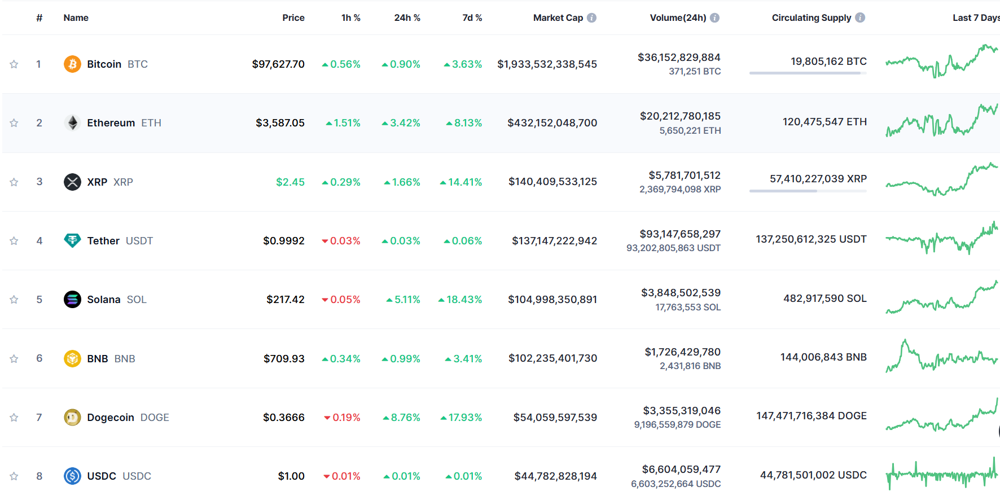 # Name Price 1h % 24h % 7d % Market Cap Volume(24h) Circulating Supply Last 7 Days
1 Bitcoin BTC $97,627.70 0.56% 0.90% 3.63% $1,933,532,338,545 $36,152,829,884 19,805,162 BTC
371,251 BTC
2 Ethereum ETH $3,587.05 1.51% 3.42% 8.13% $432,152,048,700 $20,212,780,185 120,475,547 ETH
5,650,221 ETH
3 XRP XRP $2.45 0.29% 1.66% 14.41% $140,409,533,125 $5,781,701,512 57,410,227,039 XRP
2,369,794,098 XRP
4 Tether USDT $0.9992 0.03% 0.03% 0.06% $137,147,222,942 $93,147,658,297 137,250,612,325 USDT
93,202,805,863 USDT
5 Solana SOL $217.42 0.05% 5.11% 18.43% $104,998,350,891 $3,848,502,539 482,917,590 SOL
17,763,553 SOL
6 BNB BNB $709.93 0.34% 0.99% 3.41% $102,235,401,730 $1,726,429,780 144,006,843 BNB
2,431,816 BNB
7 Dogecoin DOGE $0.3666 0.19% 8.76% 17.93% $54,059,597,539 $3,355,319,046 147,471,716,384 DOGE
9,196,559,879 DOGE
8 USDC USDC $1.00 0.01% 0.01% 0.01% $44,782,828,194 $6,604,059,477 44,781,501,002 USDC
6,603,252,664 USDC